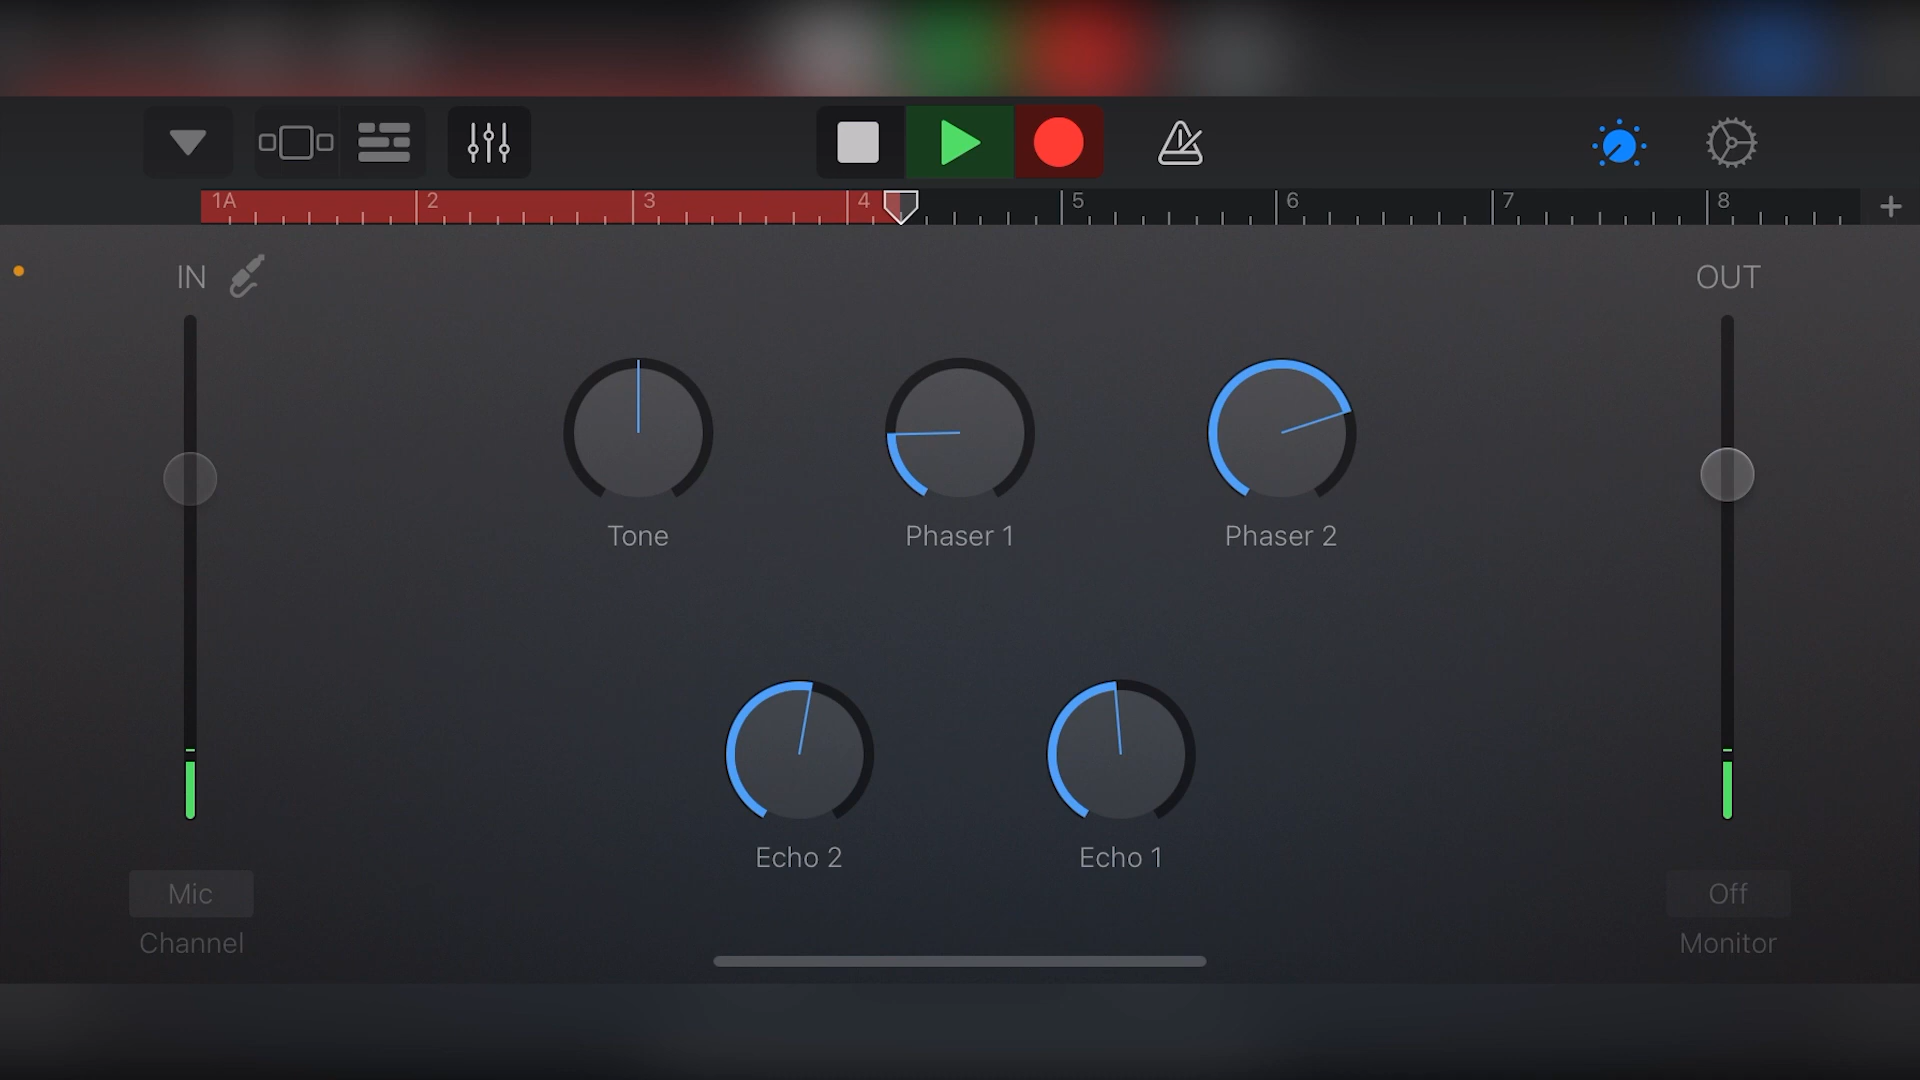 1A 2 3 4 5 6 7 8
IN OUT
Tone Phaser 1 Phaser 2
Echo 2 Echo 1
Mic Off
Channel Monitor